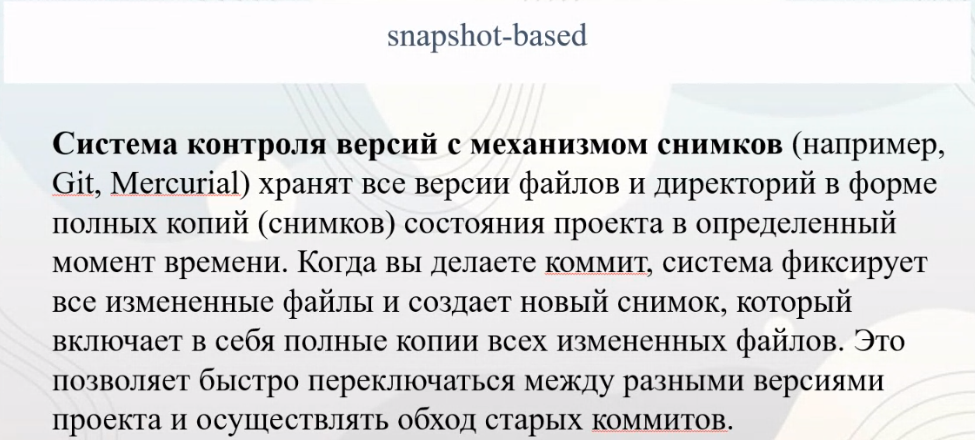 snapshot-based
Система контроля версий с механизмом снимков (например,
Git, Mercurial) хранят все версии файлов и директорий в форме
полных копий (снимков) состояния проекта в определенный
момент времени. Когда вы делаете коммит, система фиксирует
все измененные файлы и создает новый снимок, который
включает в себя полные копии всех измененных файлов. Это
позволяет быстро переключаться между разными версиями
проекта и осуществлять обход старых коммитов.